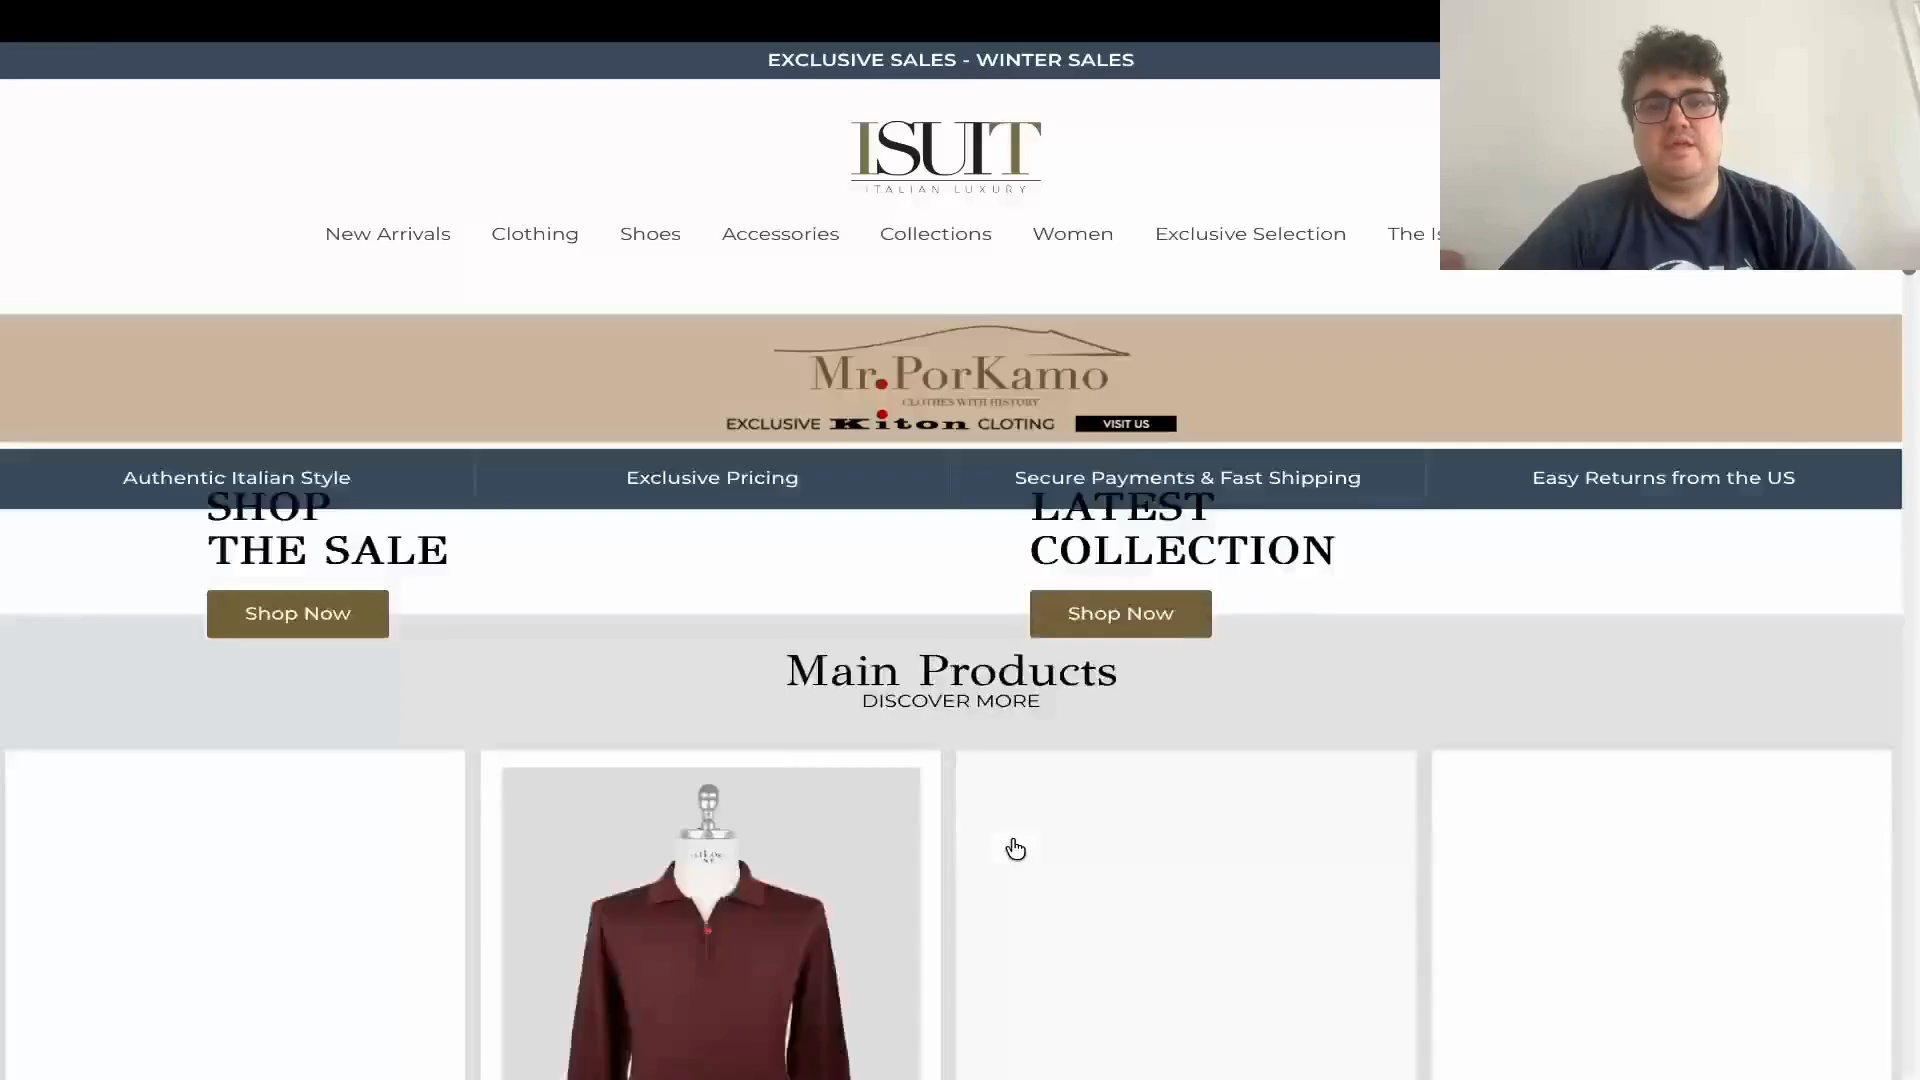 EXCLUSIVE SALES - WINTER SALES
ISUIT
ITALIAN LUXURY
New Arrivals Clothing Shoes Accessories Collections Women Exclusive Selection The
Mr.PorKamo
CLOTHES WITH HISTORY
EXCLUSIVE Kiton CLOTING VISIT US
Authentic Italian Style Exclusive Pricing Secure Payments & Fast Shipping Easy Returns from the US
SHOP
THE SALE
Shop Now
LATEST
COLLECTION
Shop Now
Main Products
DISCOVER MORE